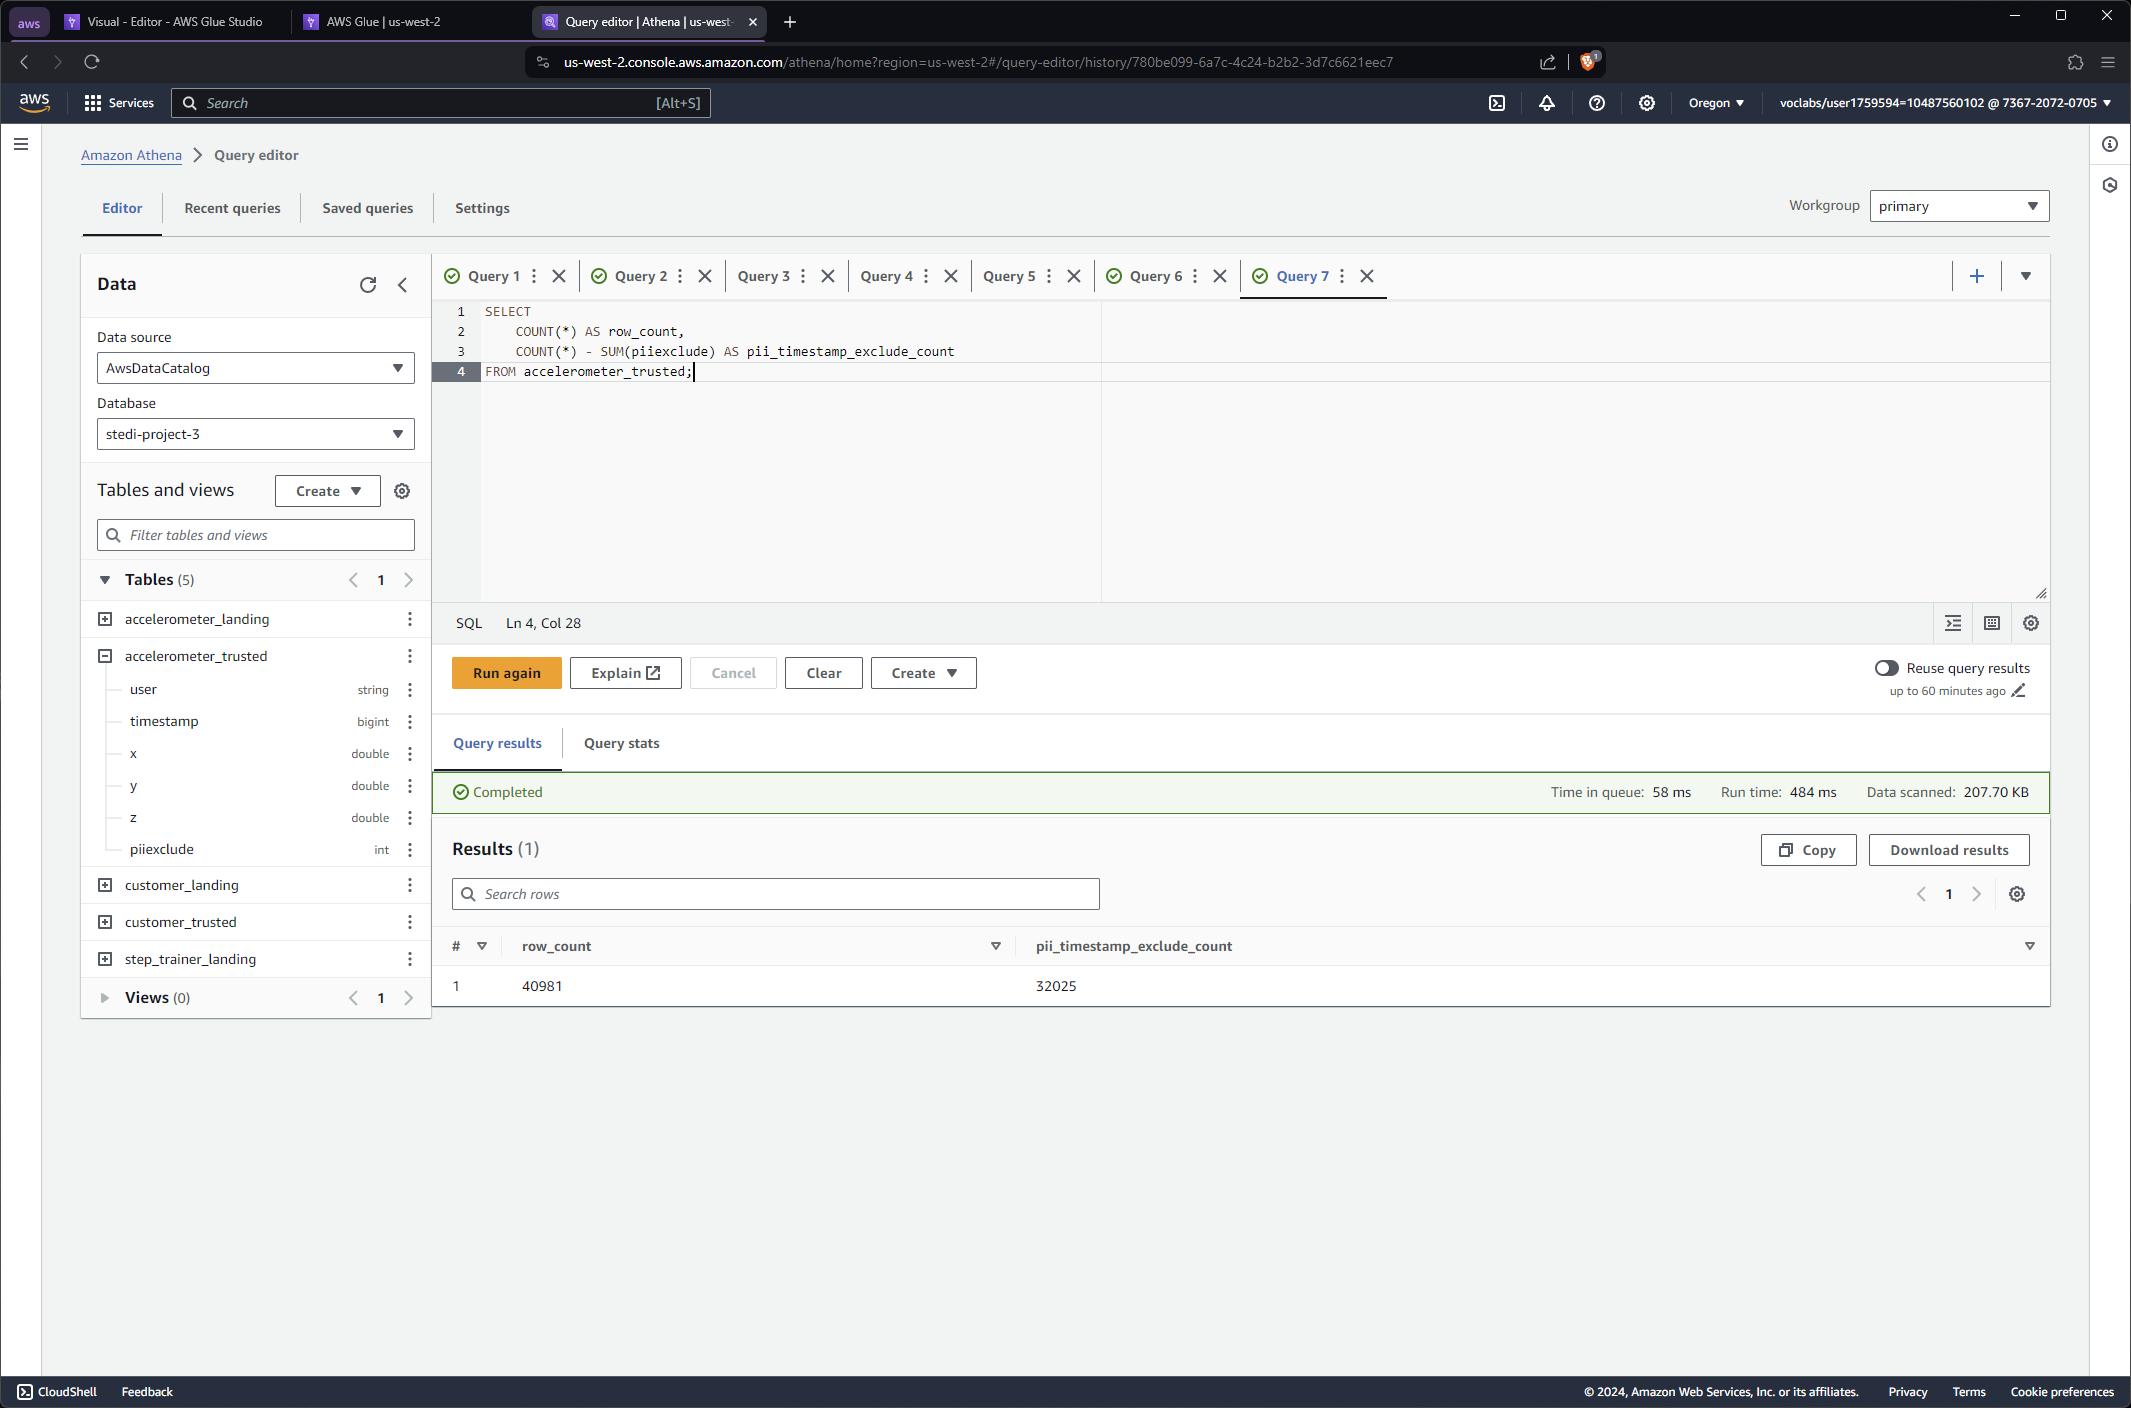 aws
Visual - Editor - AWS Glue Studio
AWS Glue | us-west-2
Query editor | Athena | us-west-
us-west-2.console.aws.amazon.com/athena/home?region=us-west-2#/query-editor/history/780be099-6a7c-4c24-b2b2-3d7c6621eec7
1
aws
Services
Search
[Alt+S]
Oregon
voclabs/user1759594=10487560102 @ 7367-2072-0705
Amazon Athena
Query editor
Editor
Recent queries
Saved queries
Settings
Workgroup
primary
Data
Data source
AwsDataCatalog
Database
stedi-project-3
Tables and views
Create
Filter tables and views
Tables (5)
1
accelerometer_landing
accelerometer_trusted
user string
timestamp bigint
x double
y double
z double
piiexclude int
customer_landing
customer_trusted
step_trainer_landing
Views (0)
1
Query 1
Query 2
Query 3
Query 4
Query 5
Query 6
Query 7
1 SELECT
2 COUNT(*) AS row_count,
3 COUNT(*) - SUM(piiexclude) AS pii_timestamp_exclude_count
4 FROM accelerometer_trusted;
SQL
Ln 4, Col 28
Run again
Explain
Cancel
Clear
Create
Reuse query results
up to 60 minutes ago
Query results
Query stats
Completed
Time in queue: 58 ms
Run time: 484 ms
Data scanned: 207.70 KB
Results (1)
Copy
Download results
Search rows
1
# row_count pii_timestamp_exclude_count
1 40981 32025
CloudShell
Feedback
© 2024, Amazon Web Services, Inc. or its affiliates.
Privacy
Terms
Cookie preferences